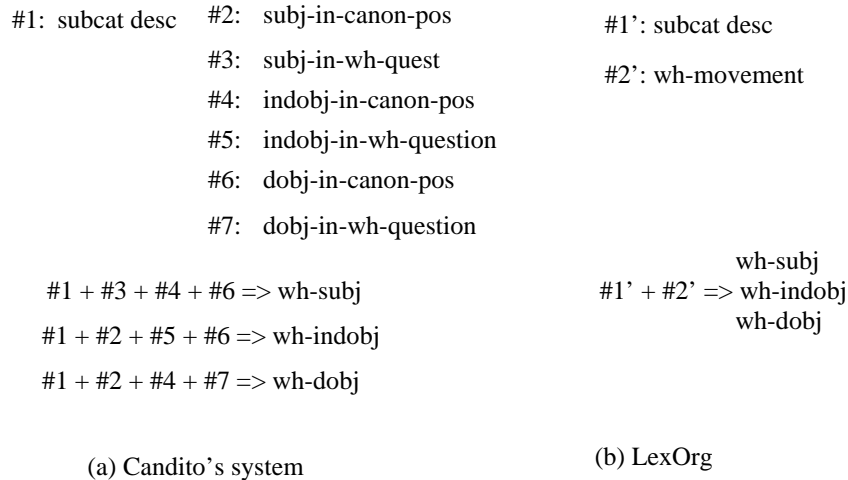 #1: subcat desc
#2: subj-in-canon-pos
#3: subj-in-wh-quest
#4: indobj-in-canon-pos
#5: indobj-in-wh-question
#6: dobj-in-canon-pos
#7: dobj-in-wh-question
#1 + #3 + #4 + #6 => wh-subj
#1 + #2 + #5 + #6 => wh-indobj
#1 + #2 + #4 + #7 => wh-dobj
(a) Candito's system
#1’: subcat desc
#2’: wh-movement
wh-subj
#1’ + #2’ => wh-indobj
wh-dobj
(b) LexOrg